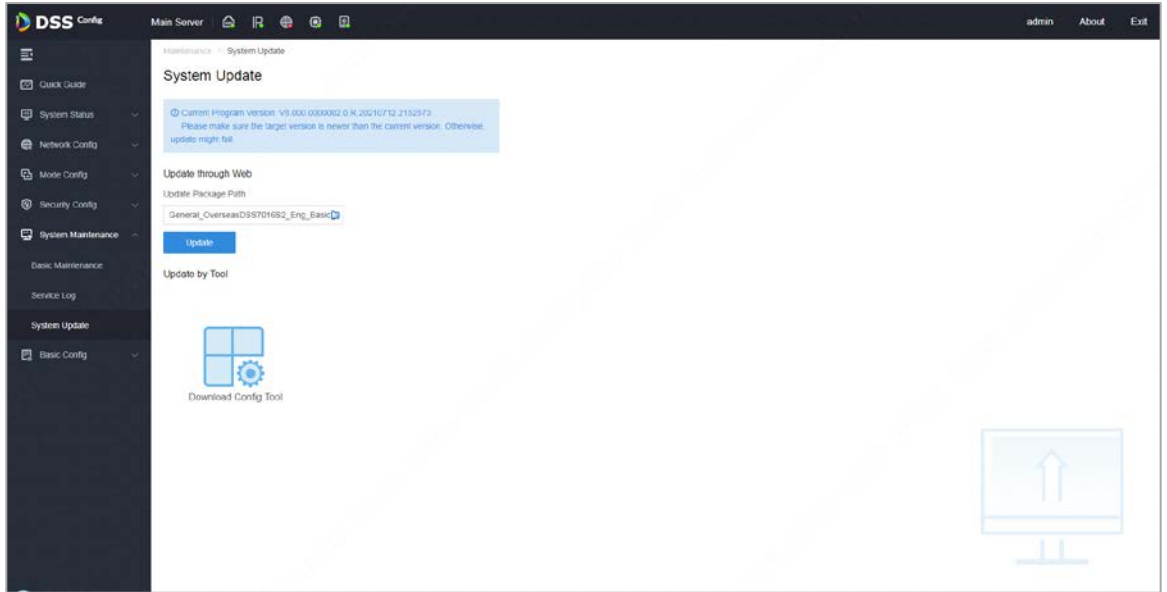 DSS Config
Main Server
admin About Exit
Maintenance / System Update
System Update
Quick Guide
System Status
Network Config
Mode Config
Security Config
System Maintenance
Basic Maintenance
Service Log
System Update
Basic Config
Current Program Version: V8.000.0000002.0.R.20210712.2152573
Please make sure the target version is newer than the current version. Otherwise,
update might fail.
Update through Web
Update Package Path
General_OverseasDSS7016S2_Eng_Basic
Update
Update by Tool
Download Config Tool